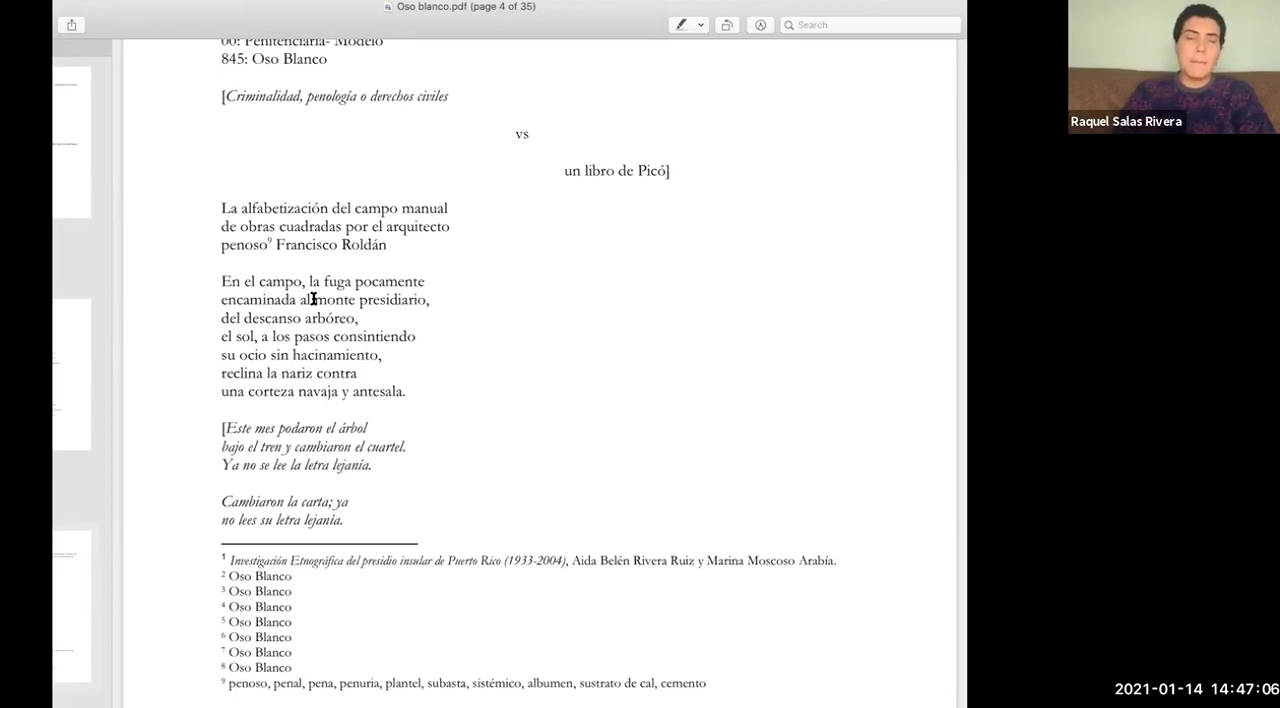 Oso blanco.pdf (page 4 of 35)
Search
00: Penitenciaria- Modelo
845: Oso Blanco
[Criminalidad, penología o derechos civiles
vs
un libro de Picó]
La alfabetización del campo manual
de obras cuadradas por el arquitecto
penoso9 Francisco Roldán
En el campo, la fuga pocamente
encaminada al monte presidiario,
del descanso arbóreo,
el sol, a los pasos consintiendo
su ocio sin hacinamiento,
reclina la nariz contra
una corteza navaja y antesala.
[Este mes podaron el árbol
bajo el tren y cambiaron el cuartel.
Ya no se lee la letra lejanía.
Cambiaron la carta; ya
no lees su letra lejanía.
1 Investigación Etnográfica del presidio insular de Puerto Rico (1933-2004), Aida Belén Rivera Ruiz y Marina Moscoso Arabía.
2 Oso Blanco
3 Oso Blanco
4 Oso Blanco
5 Oso Blanco
6 Oso Blanco
7 Oso Blanco
8 Oso Blanco
9 penoso, penal, pena, penuria, plantel, subasta, sistémico, albumen, sustrato de cal, cemento
Raquel Salas Rivera
2021-01-14 14:47:06